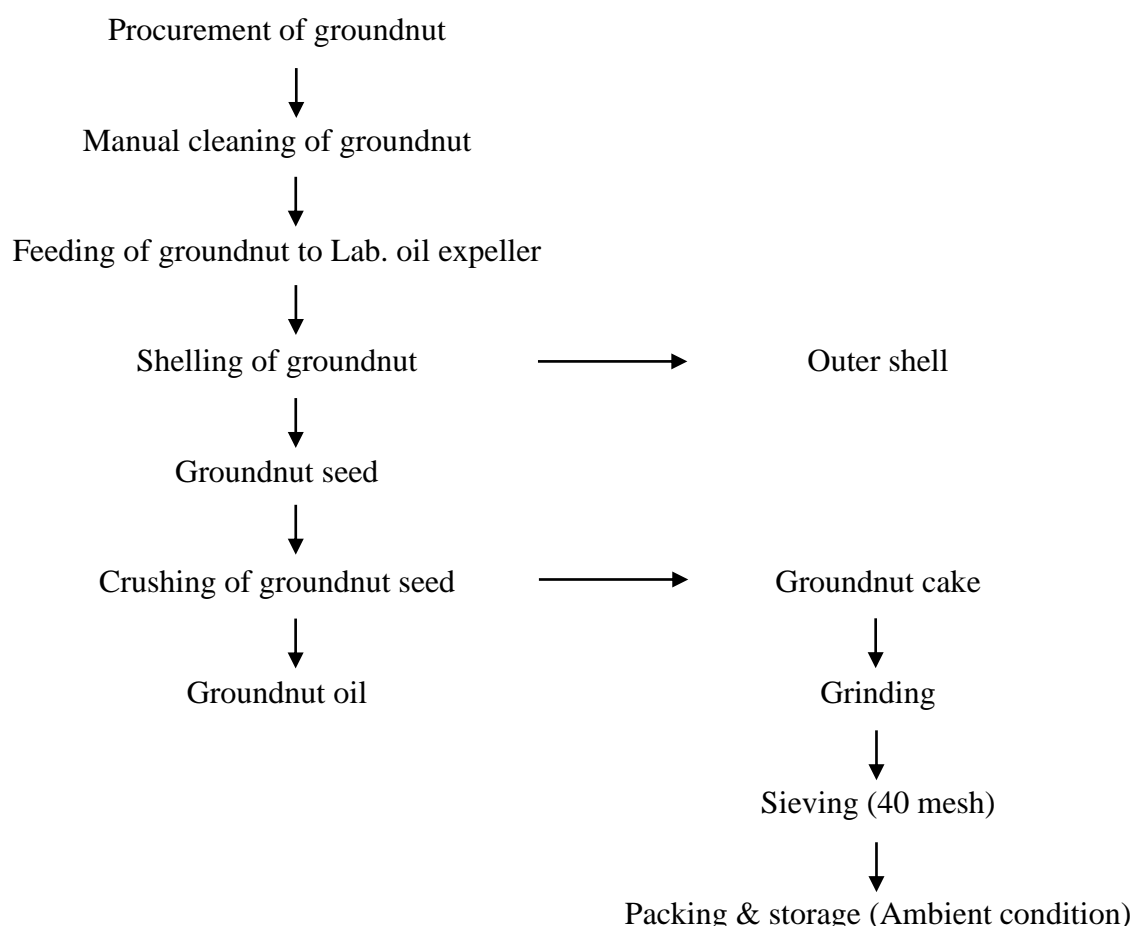 Procurement of groundnut
Manual cleaning of groundnut
Feeding of groundnut to Lab. oil expeller
Shelling of groundnut
Outer shell
Groundnut seed
Crushing of groundnut seed
Groundnut cake
Groundnut oil
Grinding
Sieving (40 mesh)
Packing & storage (Ambient condition)